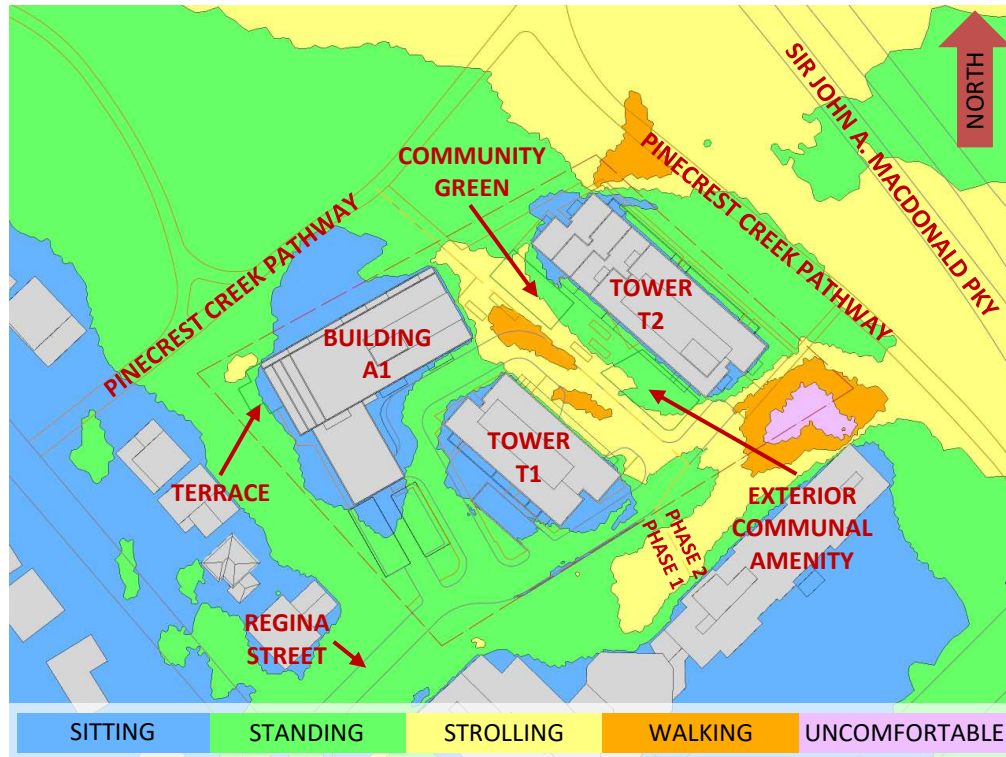 NORTH
SIR JOHN A. MACDONALD PKY
COMMUNITY
GREEN
PINECREST CREEK PATHWAY
PINECREST CREEK PATHWAY
TOWER
T2
BUILDING
A1
TOWER
T1
TERRACE
EXTERIOR
COMMUNAL
AMENITY
PHASE 2
PHASE 1
REGINA
STREET
SITTING
STANDING
STROLLING
WALKING
UNCOMFORTABLE